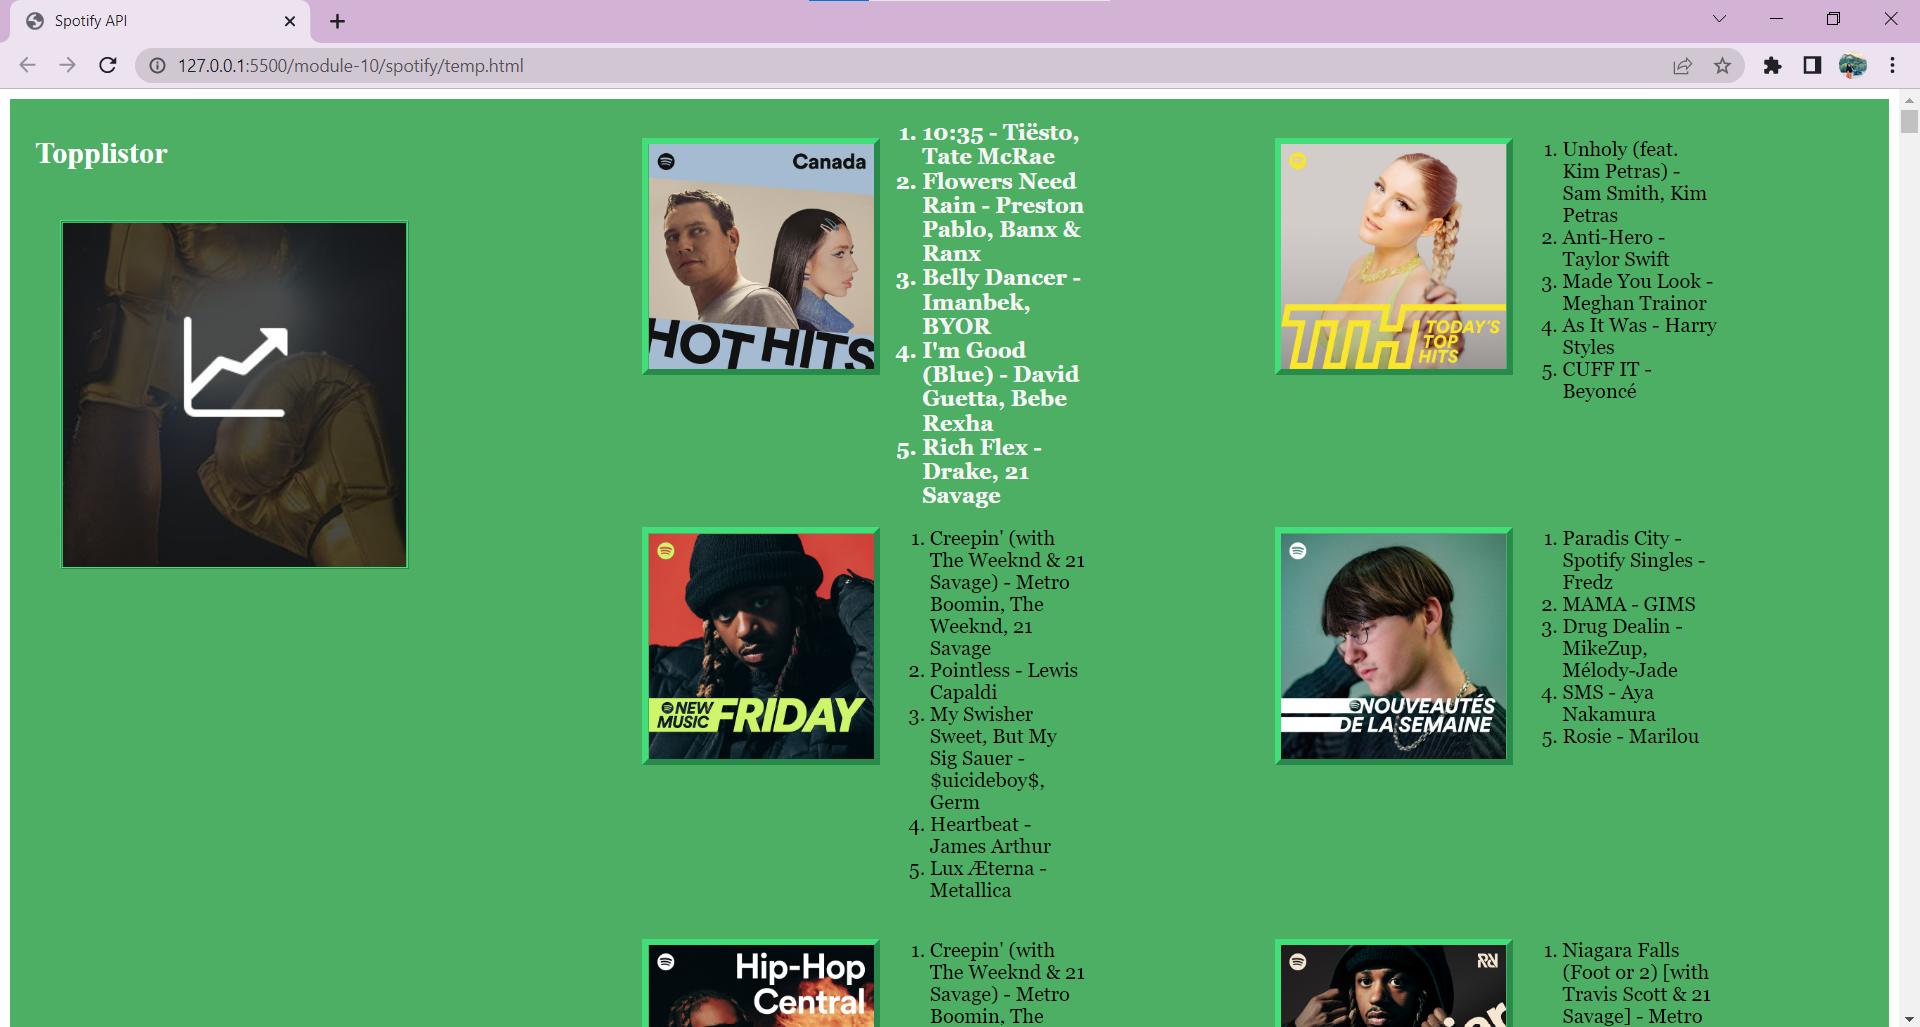 Spotify API
127.0.0.1:5500/module-10/spotify/temp.html
Topplistor
Canada
HOT HITS
1. 10:35 - Tiësto,
Tate McRae
2. Flowers Need
Rain - Preston
Pablo, Banx &
Ranx
3. Belly Dancer -
Imanbek,
BYOR
4. I'm Good
(Blue) - David
Guetta, Bebe
Rexha
5. Rich Flex -
Drake, 21
Savage
TTH TODAY'S
TOP
HITS
1. Unholy (feat.
Kim Petras) -
Sam Smith, Kim
Petras
2. Anti-Hero -
Taylor Swift
3. Made You Look -
Meghan Trainor
4. As It Was - Harry
Styles
5. CUFF IT -
Beyoncé
NEW
MUSIC FRIDAY
1. Creepin' (with
The Weeknd & 21
Savage) - Metro
Boomin, The
Weeknd, 21
Savage
2. Pointless - Lewis
Capaldi
3. My Swisher
Sweet, But My
Sig Sauer -
$uicideboy$,
Germ
4. Heartbeat -
James Arthur
5. Lux Æterna -
Metallica
NOUVEAUTÉS
DE LA SEMAINE
1. Paradis City -
Spotify Singles -
Fredz
2. MAMA - GIMS
3. Drug Dealin -
MikeZup,
Mélody-Jade
4. SMS - Aya
Nakamura
5. Rosie - Marilou
Hip-Hop
Central
1. Creepin' (with
The Weeknd & 21
Savage) - Metro
Boomin, The
1. Niagara Falls
(Foot or 2) [with
Travis Scott & 21
Savage] - Metro